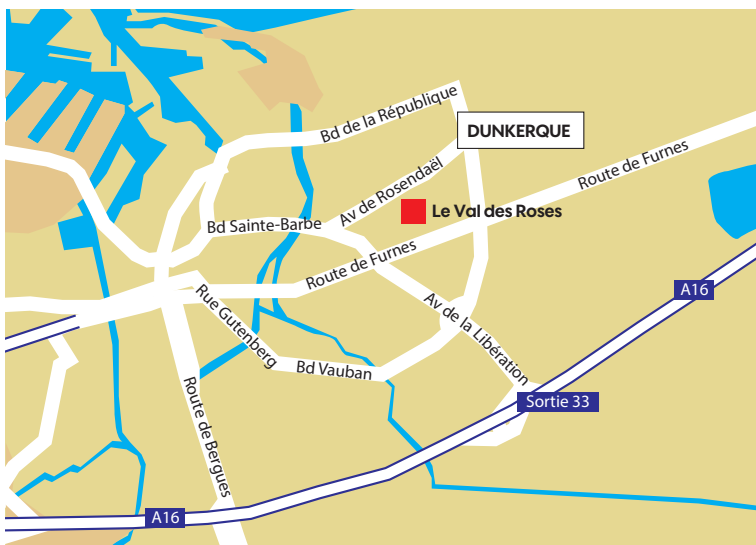 Bd de la République
DUNKERQUE
Route de Furnes
Av de Rosendaël
Le Val des Roses
Bd Sainte-Barbe
Route de Furnes
A16
Rue Gutenberg
Av de la Libération
Bd Vauban
Sortie 33
Route de Bergues
A16